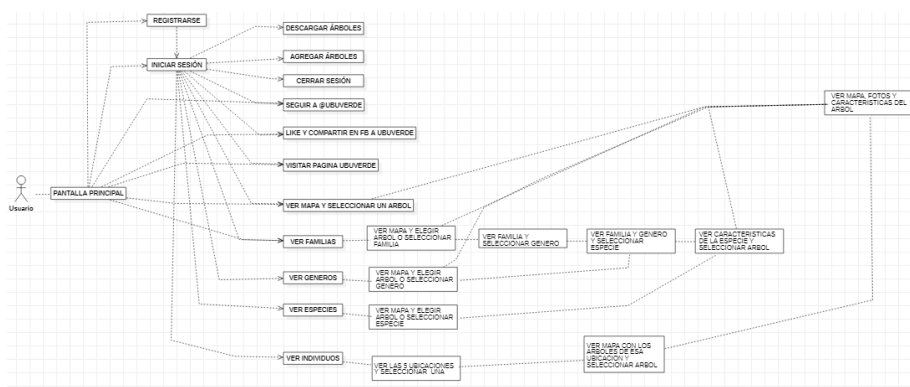 REGISTRARSE
DESCARGAR ÁRBOLES
AGREGAR ÁRBOLES
INICIAR SESIÓN
CERRAR SESIÓN
SEGUIR A @UBUVERDE
LIKE Y COMPARTIR EN FB A UBUVERDE
VISITAR PAGINA UBUVERDE
Usuario
PANTALLA PRINCIPAL
VER MAPA Y SELECCIONAR UN ARBOL
VER MAPA, FOTOS Y
CARACTERISTICAS DEL
ARBOL
VER FAMILIAS
VER MAPA Y ELEGIR
ARBOL O SELECCIONAR
FAMILIA
VER FAMILIA Y
SELECCIONAR GENERO
VER FAMILIA Y GENERO
Y SELECCIONAR
ESPECIE
VER CARACTERISTICAS
DE LA ESPECIE Y
SELECCIONAR ARBOL
VER GENEROS
VER MAPA Y ELEGIR
ARBOL O SELECCIONAR
GENERO
VER ESPECIES
VER MAPA Y ELEGIR
ARBOL O SELECCIONAR
ESPECIE
VER INDIVIDUOS
VER LAS 5 UBICACIONES
Y SELECCIONAR UNA
VER MAPA CON LOS
ÁRBOLES DE ESA
UBICACIÓN Y
SELECCIONAR ARBOL